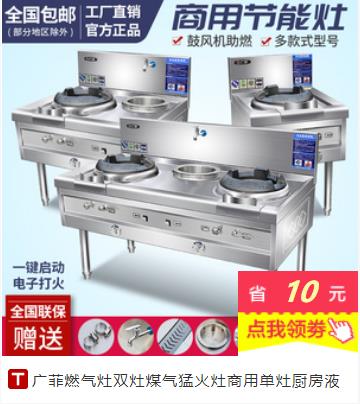 全国包邮
(部分地区除外)
工厂直销
官方正品
商用节能灶
鼓风机助燃
多款式型号
一键启动
电子打火
全国联保
赠送
省 10 元
点我领券
T 广菲燃气灶双灶煤气猛火灶商用单灶厨房液